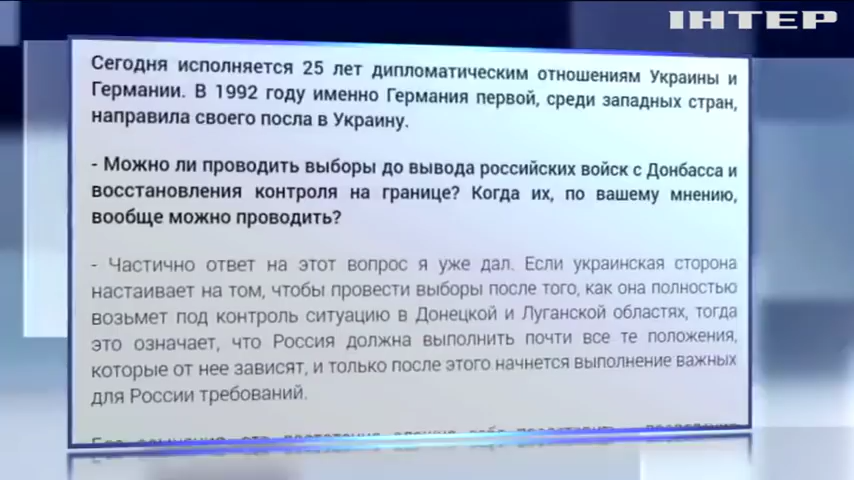 ІНТЕР
Сегодня исполняется 25 лет дипломатическим отношениям Украины и
Германии. В 1992 году именно Германия первой, среди западных стран,
направила своего посла в Украину.
- Можно ли проводить выборы до вывода российских войск с Донбасса и
восстановления контроля на границе? Когда их, по вашему мнению,
вообще можно проводить?
- Частично ответ на этот вопрос я уже дал. Если украинская сторона
настаивает на том, чтобы провести выборы после того, как она полностью
возьмет под контроль ситуацию в Донецкой и Луганской областях, тогда
это означает, что Россия должна выполнить почти все те положения,
которые от нее зависят, и только после этого начнется выполнение важных
для России требований.